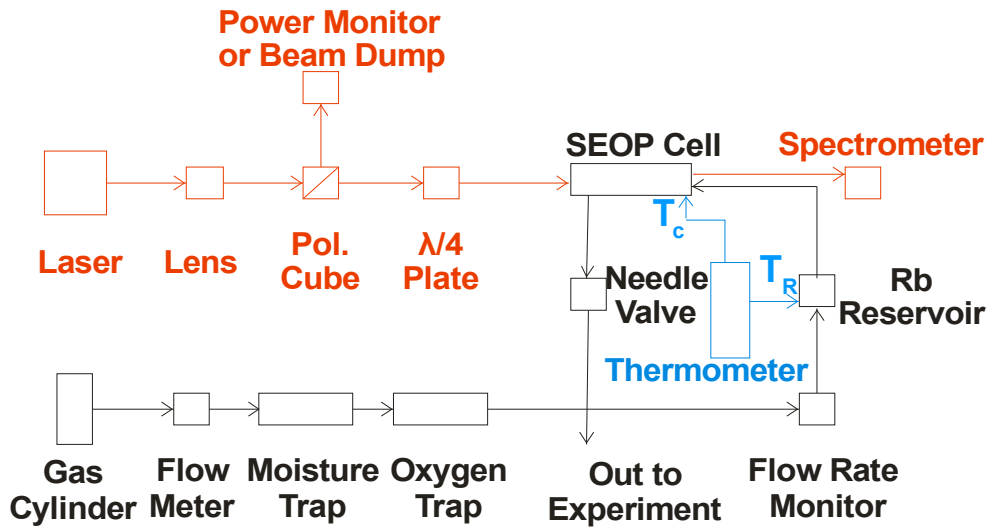 Power Monitor
or Beam Dump
SEOP Cell
Spectrometer
Laser
Lens
Pol.
Cube
λ/4
Plate
Tc
Needle
Valve
TR
Rb
Reservoir
Thermometer
Gas
Cylinder
Flow
Meter
Moisture
Trap
Oxygen
Trap
Out to
Experiment
Flow Rate
Monitor